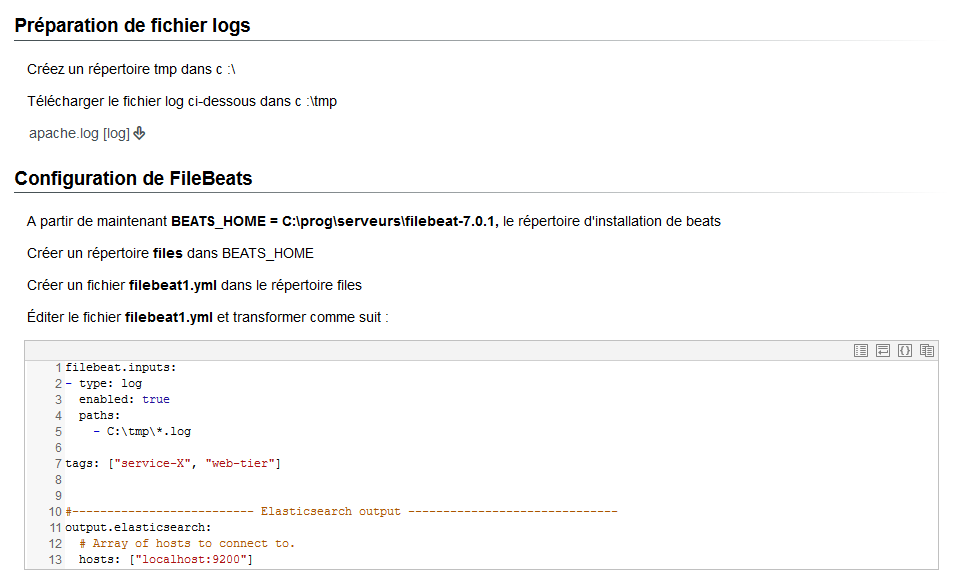 Préparation de fichier logs
Créez un répertoire tmp dans c :\
Télécharger le fichier log ci-dessous dans c :\tmp
apache.log [log]
Configuration de FileBeats
A partir de maintenant BEATS_HOME = C:\prog\serveurs\filebeat-7.0.1, le répertoire d'installation de beats
Créer un répertoire files dans BEATS_HOME
Créer un fichier filebeat1.yml dans le répertoire files
Éditer le fichier filebeat1.yml et transformer comme suit :
1 filebeat.inputs:
2 - type: log
3   enabled: true
4   paths:
5     - C:\tmp\*.log
6
7 tags: ["service-X", "web-tier"]
8
9
10 #-------------------------- Elasticsearch output ------------------------------
11 output.elasticsearch:
12   # Array of hosts to connect to.
13   hosts: ["localhost:9200"]